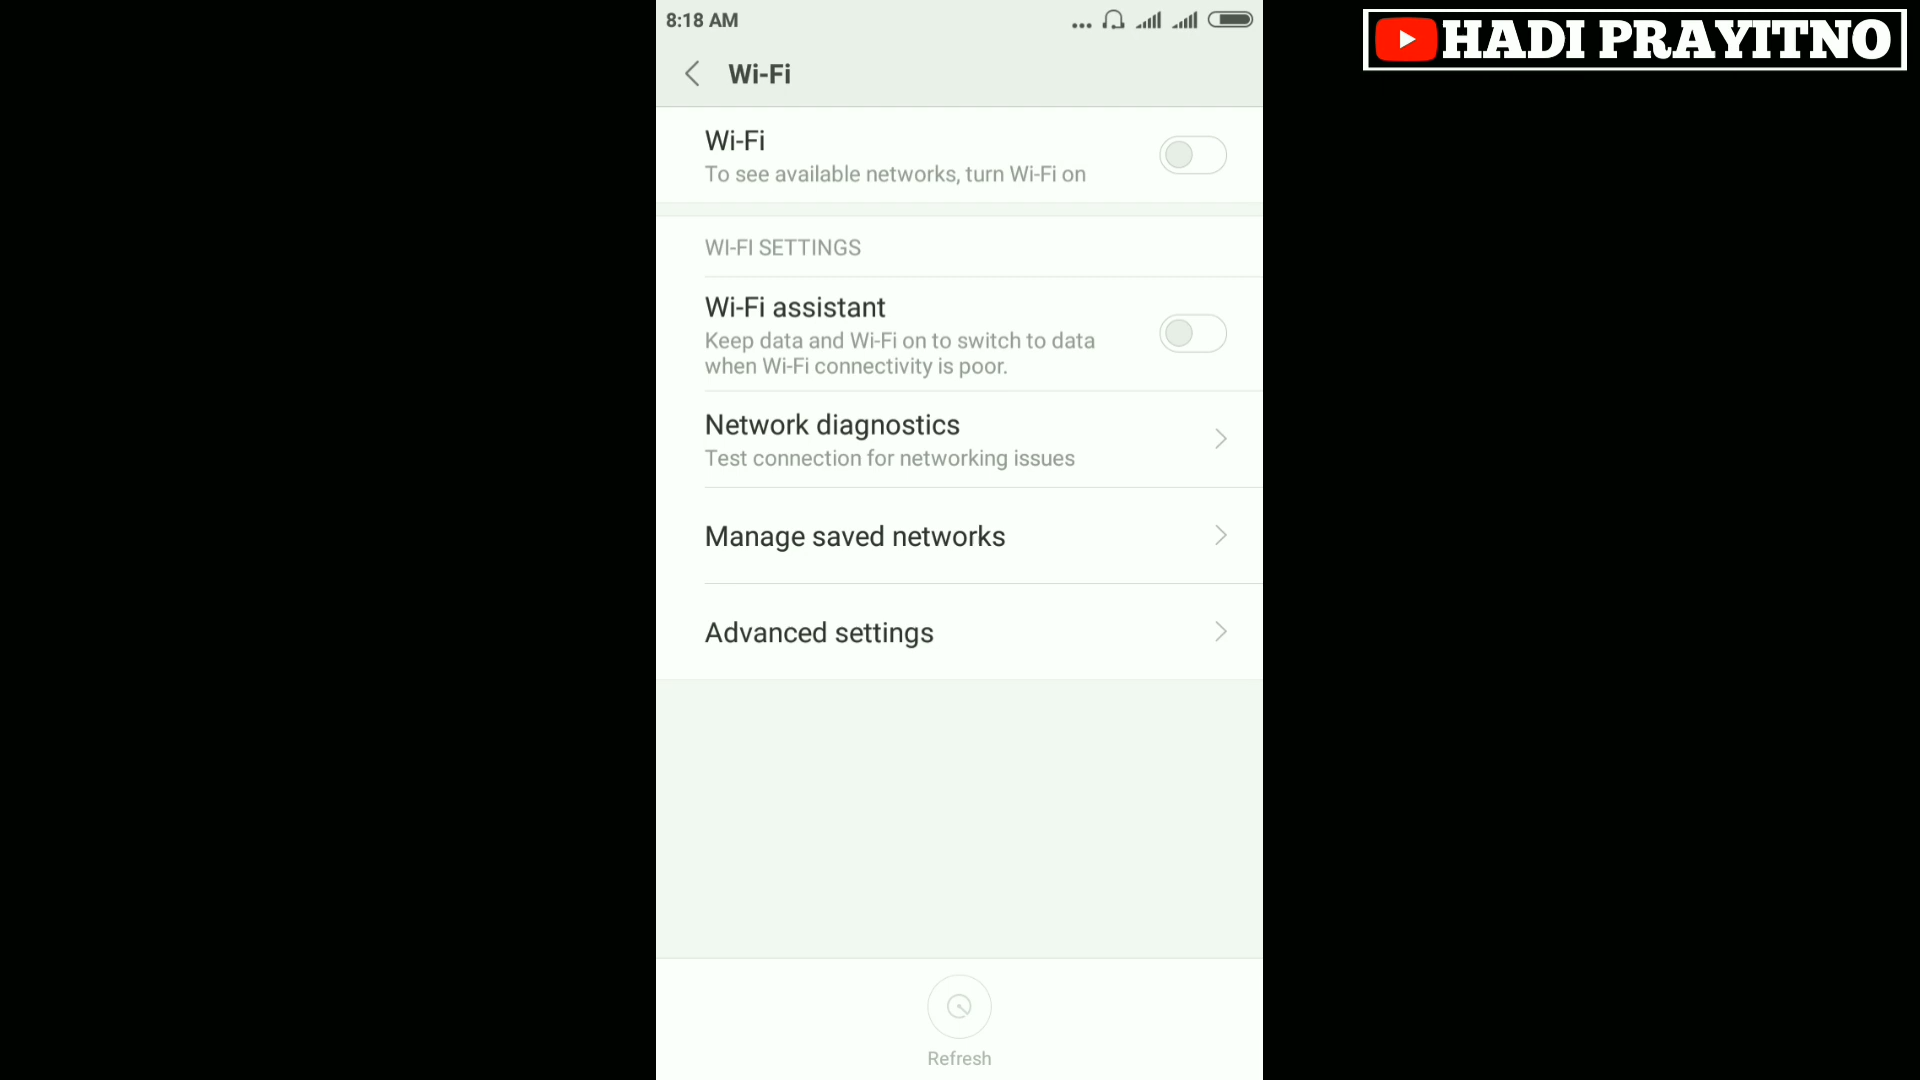 8:18 AM
HADI PRAYITNO
Wi-Fi
Wi-Fi
To see available networks, turn Wi-Fi on
WI-FI SETTINGS
Wi-Fi assistant
Keep data and Wi-Fi on to switch to data
when Wi-Fi connectivity is poor.
Network diagnostics
Test connection for networking issues
Manage saved networks
Advanced settings
Refresh